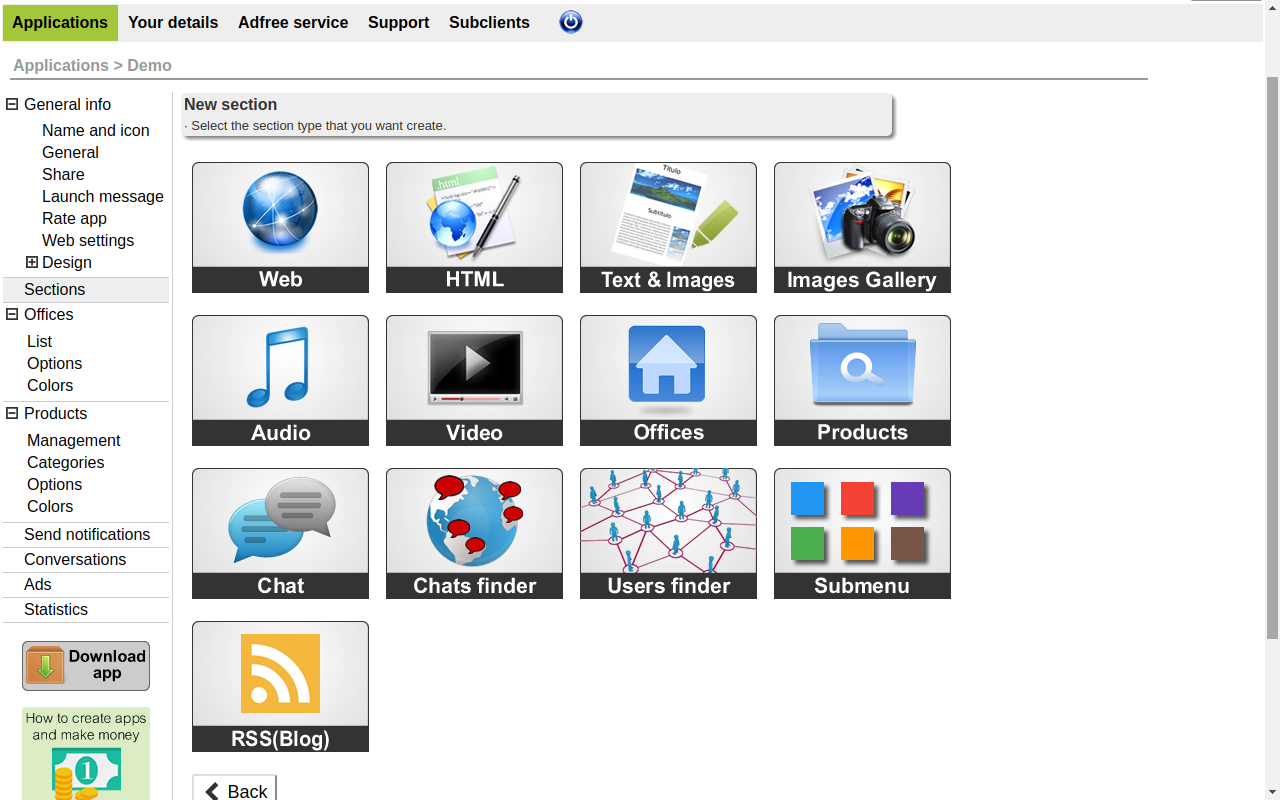 Applications Your details Adfree service Support Subclients
Applications > Demo
General info
Name and icon
General
Share
Launch message
Rate app
Web settings
Design
Sections
Offices
List
Options
Colors
Products
Management
Categories
Options
Colors
Send notifications
Conversations
Ads
Statistics
Download
app
How to create apps
and make money
1
New section
· Select the section type that you want create.
html
Título
Subtítulo
Web HTML Text & Images Images Gallery
Audio Video Offices Products
Chat Chats finder Users finder Submenu
RSS(Blog)
Back